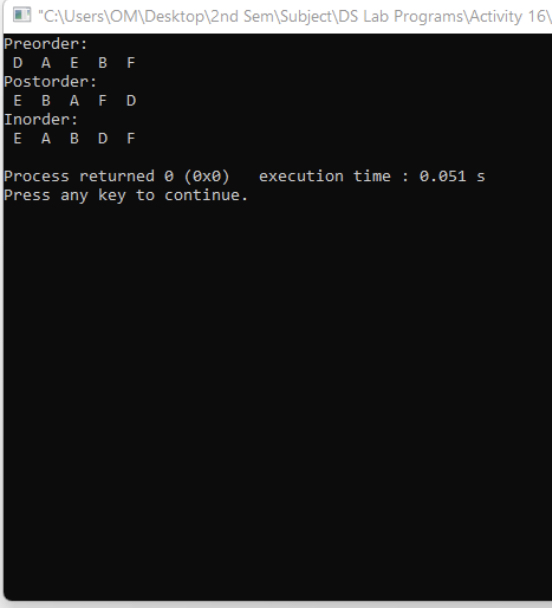 "C:\Users\OM\Desktop\2nd Sem\Subject\DS Lab Programs\Activity 16\
Preorder:
D A E B F
Postorder:
E B A F D
Inorder:
E A B D F
Process returned 0 (0x0) execution time : 0.051 s
Press any key to continue.